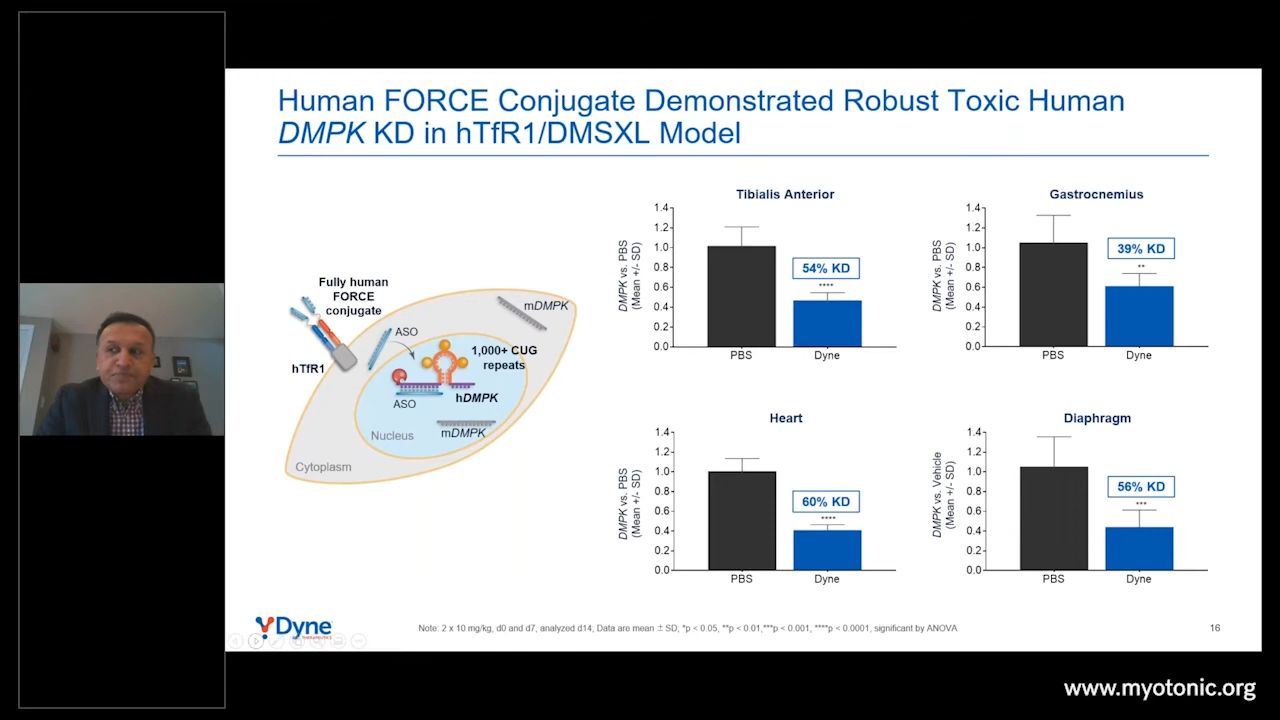 Human FORCE Conjugate Demonstrated Robust Toxic Human
DMPK KD in hTfR1/DMSXL Model
Fully human
FORCE
conjugate
hTfR1
ASO
mDMPK
1,000+ CUG
repeats
hDMPK
ASO
Nucleus
mDMPK
Cytoplasm
Tibialis Anterior
DMPK vs. PBS
(Mean +/- SD)
1.4
1.2
1.0
0.8
0.6
0.4
0.2
0.0
54% KD
****
PBS
Dyne
Gastrocnemius
DMPK vs. PBS
(Mean +/- SD)
1.4
1.2
1.0
0.8
0.6
0.4
0.2
0.0
39% KD
**
PBS
Dyne
Heart
DMPK vs. PBS
(Mean +/- SD)
1.4
1.2
1.0
0.8
0.6
0.4
0.2
0.0
60% KD
****
PBS
Dyne
Diaphragm
DMPK vs. Vehicle
(Mean +/- SD)
1.4
1.2
1.0
0.8
0.6
0.4
0.2
0.0
56% KD
***
PBS
Dyne
Dyne
Note: 2 x 10 mg/kg, d0 and d7, analyzed d14, Data are mean ± SD; *p < 0.05, **p < 0.01,***p < 0.001, ****p < 0.0001, significant by ANOVA
16
www.myotonic.org